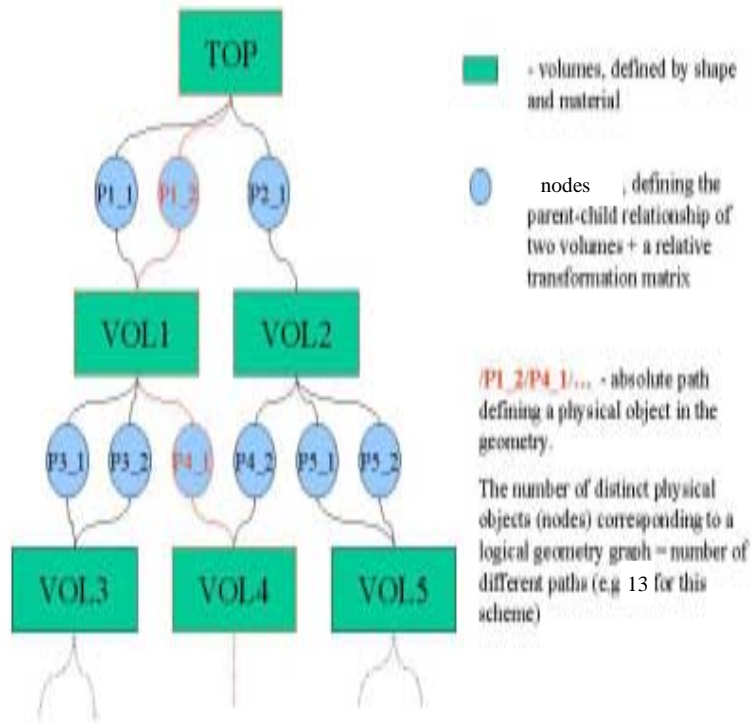 TOP
- volumes, defined by shape
and material
P1_1
P1_2
P2_1
nodes , defining the
parent-child relationship of
two volumes + a relative
transformation matrix
VOL1
VOL2
/P1_2/P4_1/... - absolute path
defining a physical object in the
geometry.
P3_1
P3_2
P4_1
P4_2
P5_1
P5_2
The number of distinct physical
objects (nodes) corresponding to a
logical geometry graph = number of
different paths (e.g 13 for this
scheme)
VOL3
VOL4
VOL5